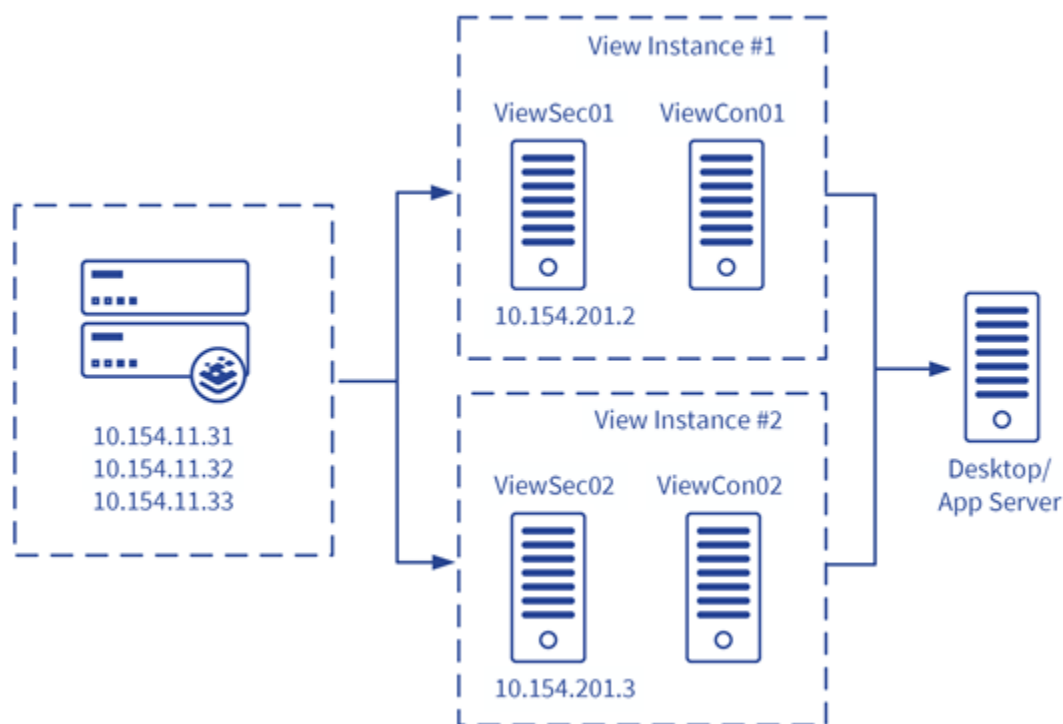 View Instance #1
ViewSec01
ViewCon01
10.154.201.2
10.154.11.31
10.154.11.32
10.154.11.33
View Instance #2
ViewSec02
ViewCon02
10.154.201.3
Desktop/
App Server